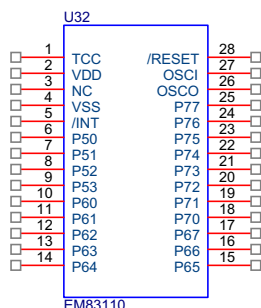 U32
1 TCC /RESET 28
2 VDD OSCI 27
3 NC OSCO 26
4 VSS P77 25
5 /INT P76 24
6 P50 P75 23
7 P51 P74 22
8 P52 P73 21
9 P53 P72 20
10 P60 P71 19
11 P61 P70 18
12 P62 P67 17
13 P63 P66 16
14 P64 P65 15
EM83110